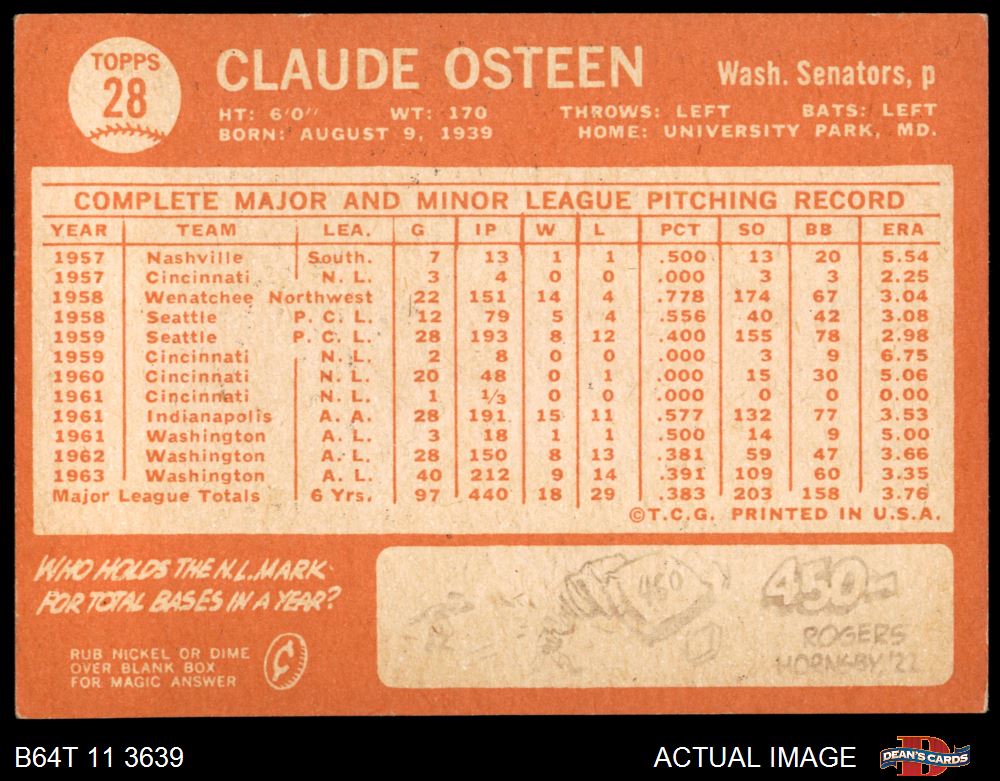 TOPPS
28
CLAUDE OSTEEN
Wash. Senators, p
HT: 6'0" WT: 170 THROWS: LEFT BATS: LEFT
BORN: AUGUST 9, 1939 HOME: UNIVERSITY PARK, MD.
COMPLETE MAJOR AND MINOR LEAGUE PITCHING RECORD
YEAR TEAM LEA. G IP W L PCT SO BB ERA
1957 Nashville South. 7 13 1 1 .500 13 20 5.54
1957 Cincinnati N. L. 3 4 0 0 .000 3 3 2.25
1958 Wenatchee Northwest 22 151 14 4 .778 174 67 3.04
1958 Seattle P. C. L. 12 79 5 4 .556 40 42 3.08
1959 Seattle P. C. L. 28 193 8 12 .400 155 78 2.98
1959 Cincinnati N. L. 2 8 0 0 .000 3 9 6.75
1960 Cincinnati N. L. 20 48 0 1 .000 15 30 5.06
1961 Cincinnati N. L. 1 1/3 0 0 .000 0 0 0.00
1961 Indianapolis A. A. 28 191 15 11 .577 132 77 3.53
1961 Washington A. L. 3 18 1 1 .500 14 9 5.00
1962 Washington A. L. 28 150 8 13 .381 59 47 3.66
1963 Washington A. L. 40 212 9 14 .391 109 60 3.35
Major League Totals 6 Yrs. 97 440 18 29 .383 203 158 3.76
©T.C.G. PRINTED IN U.S.A.
WHO HOLDS THE N.L. MARK
FOR TOTAL BASES IN A YEAR?
RUB NICKEL OR DIME
OVER BLANK BOX
FOR MAGIC ANSWER
450
450
ROGERS
HORNSBY '22
B64T 11 3639
ACTUAL IMAGE
DEAN'S CARDS